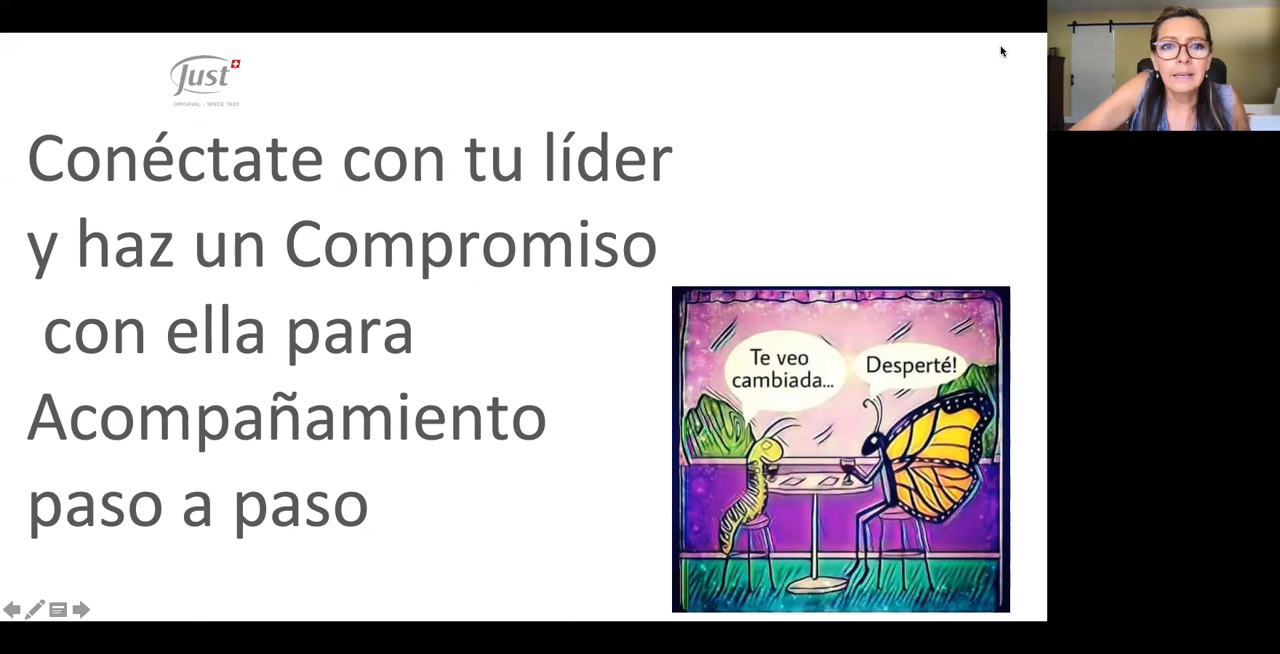 Just
ORIGINAL - SINCE 1930
Conéctate con tu líder
y haz un Compromiso
con ella para
Acompañamiento
paso a paso
Te veo
cambiada...
Desperté!